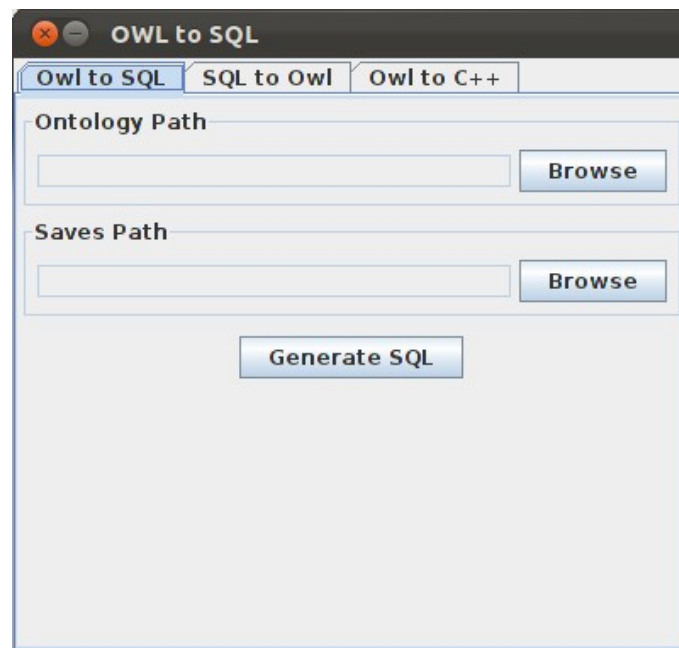 OWL to SQL
Owl to SQL SQL to Owl Owl to C++
Ontology Path
Browse
Saves Path
Browse
Generate SQL